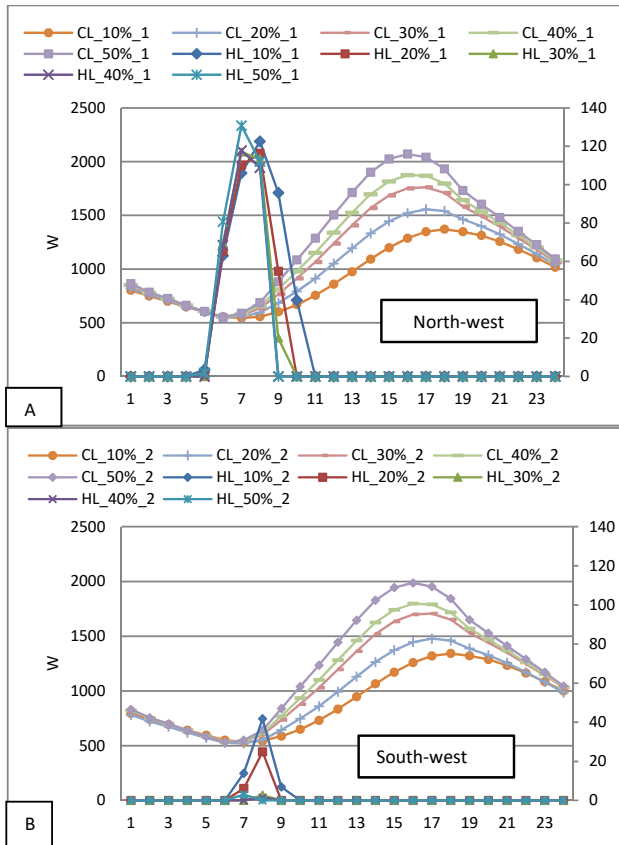 CL_10%_1 CL_20%_1 CL_30%_1 CL_40%_1
CL_50%_1 HL_10%_1 HL_20%_1 HL_30%_1
HL_40%_1 HL_50%_1
2500 140
120
2000
100
1500 80
W
60
1000
40
500
20
North-west
0 0
1 3 5 7 9 11 13 15 17 19 21 23
A
CL_10%_2 CL_20%_2 CL_30%_2 CL_40%_2
CL_50%_2 HL_10%_2 HL_20%_2 HL_30%_2
HL_40%_2 HL_50%_2
2500 140
120
2000
100
1500 80
W
60
1000
40
500
20
South-west
0 0
1 3 5 7 9 11 13 15 17 19 21 23
B